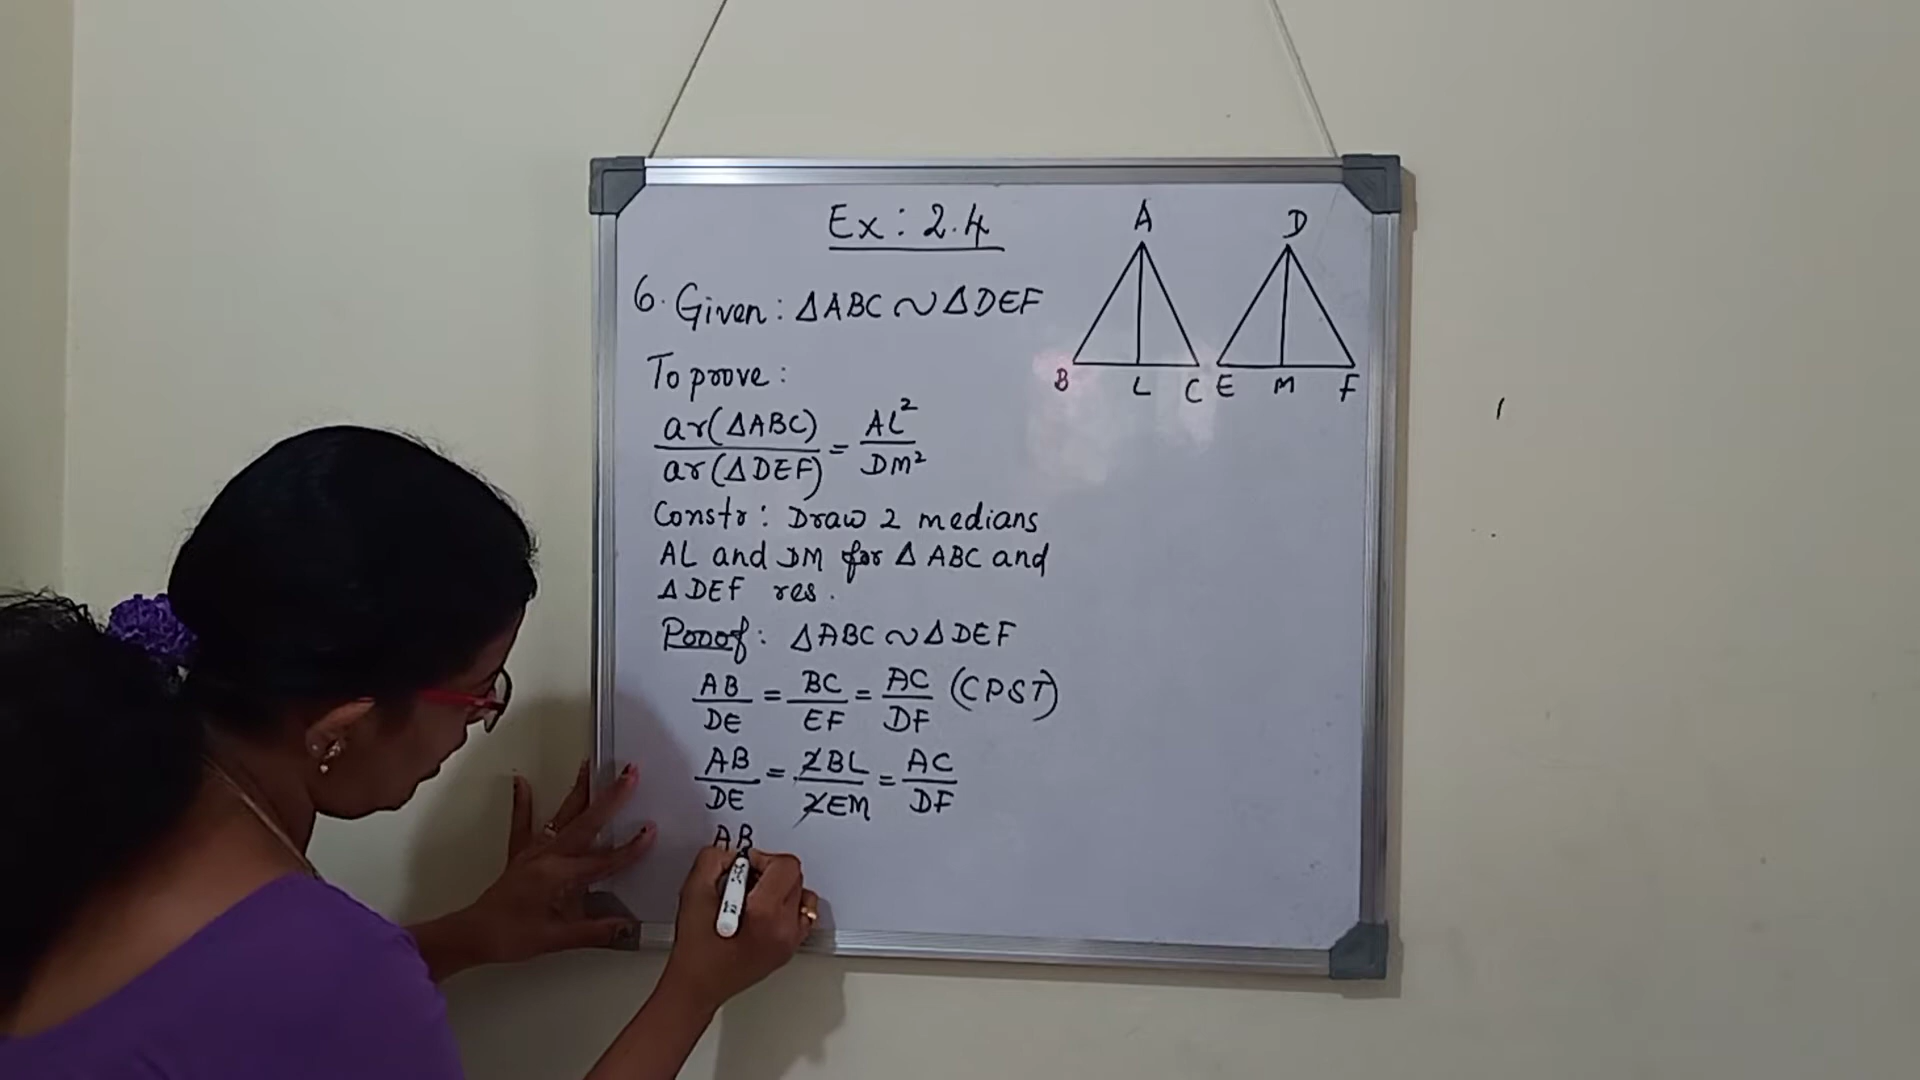 Ex: 2.4
6. Given: ΔABC ~ ΔDEF
To prove:
ar(ΔABC)/ar(ΔDEF) = AL²/DM²
Constr: Draw 2 medians
AL and DM for Δ ABC and
Δ DEF res.
Proof: ΔABC ~ ΔDEF
AB/DE = BC/EF = AC/DF (CPST)
AB/DE = 2BL/2EM = AC/DF
AB
A
D
B L C E M F